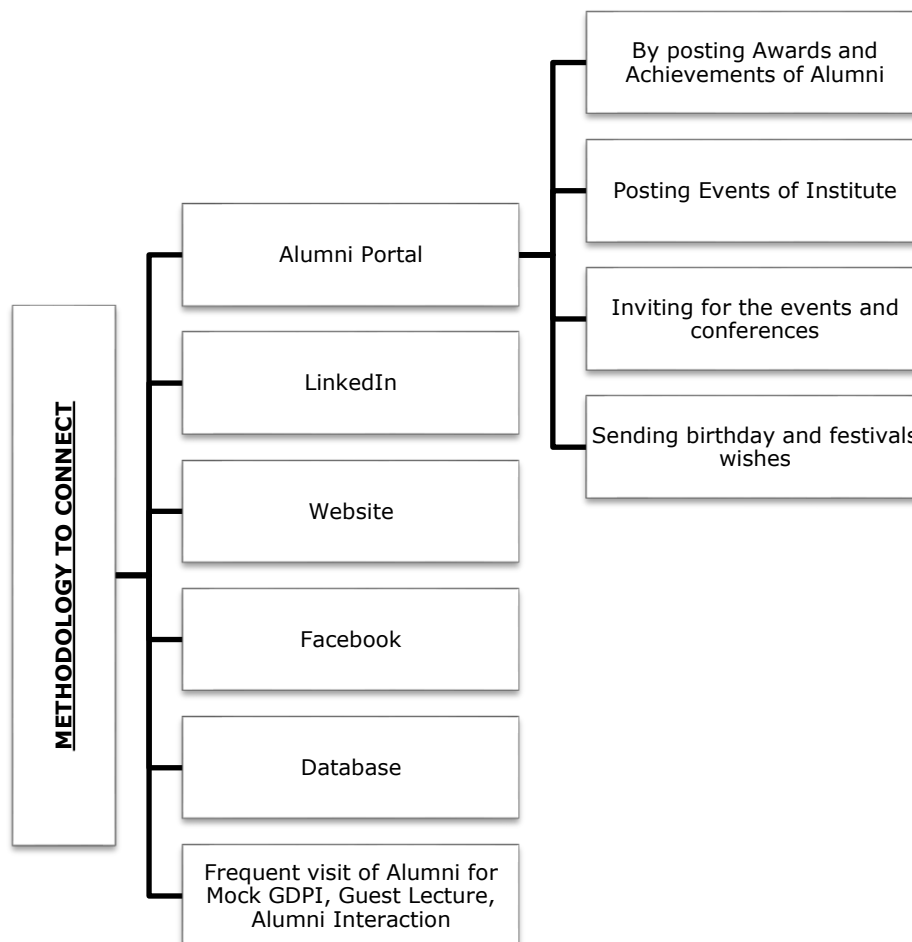 METHODOLOGY TO CONNECT
Alumni Portal
LinkedIn
Website
Facebook
Database
Frequent visit of Alumni for
Mock GDPI, Guest Lecture,
Alumni Interaction
By posting Awards and
Achievements of Alumni
Posting Events of Institute
Inviting for the events and
conferences
Sending birthday and festivals
wishes